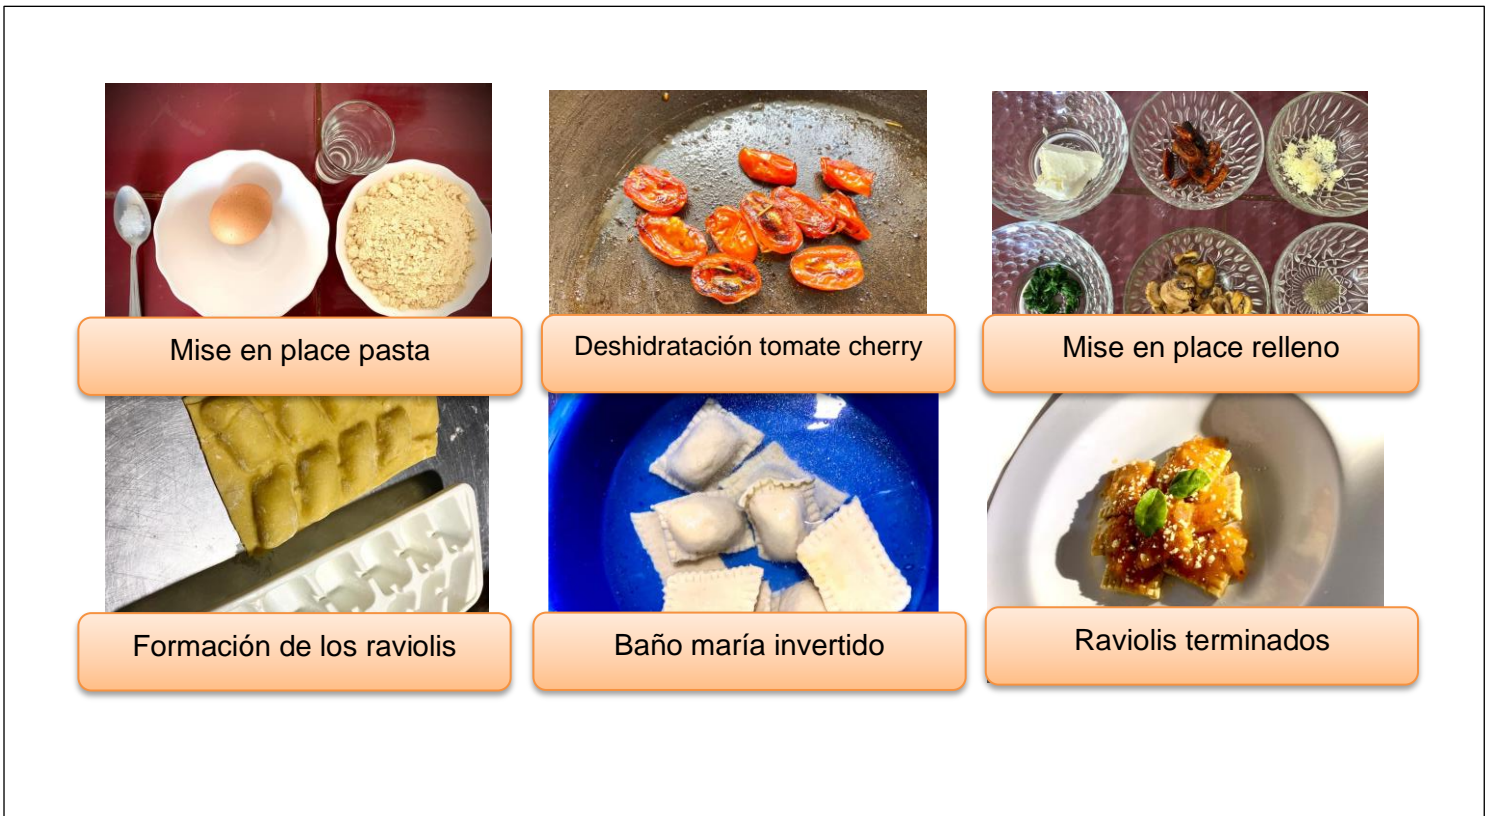 Mise en place pasta
Deshidratación tomate cherry
Mise en place relleno
Formación de los raviolis
Baño maría invertido
Raviolis terminados